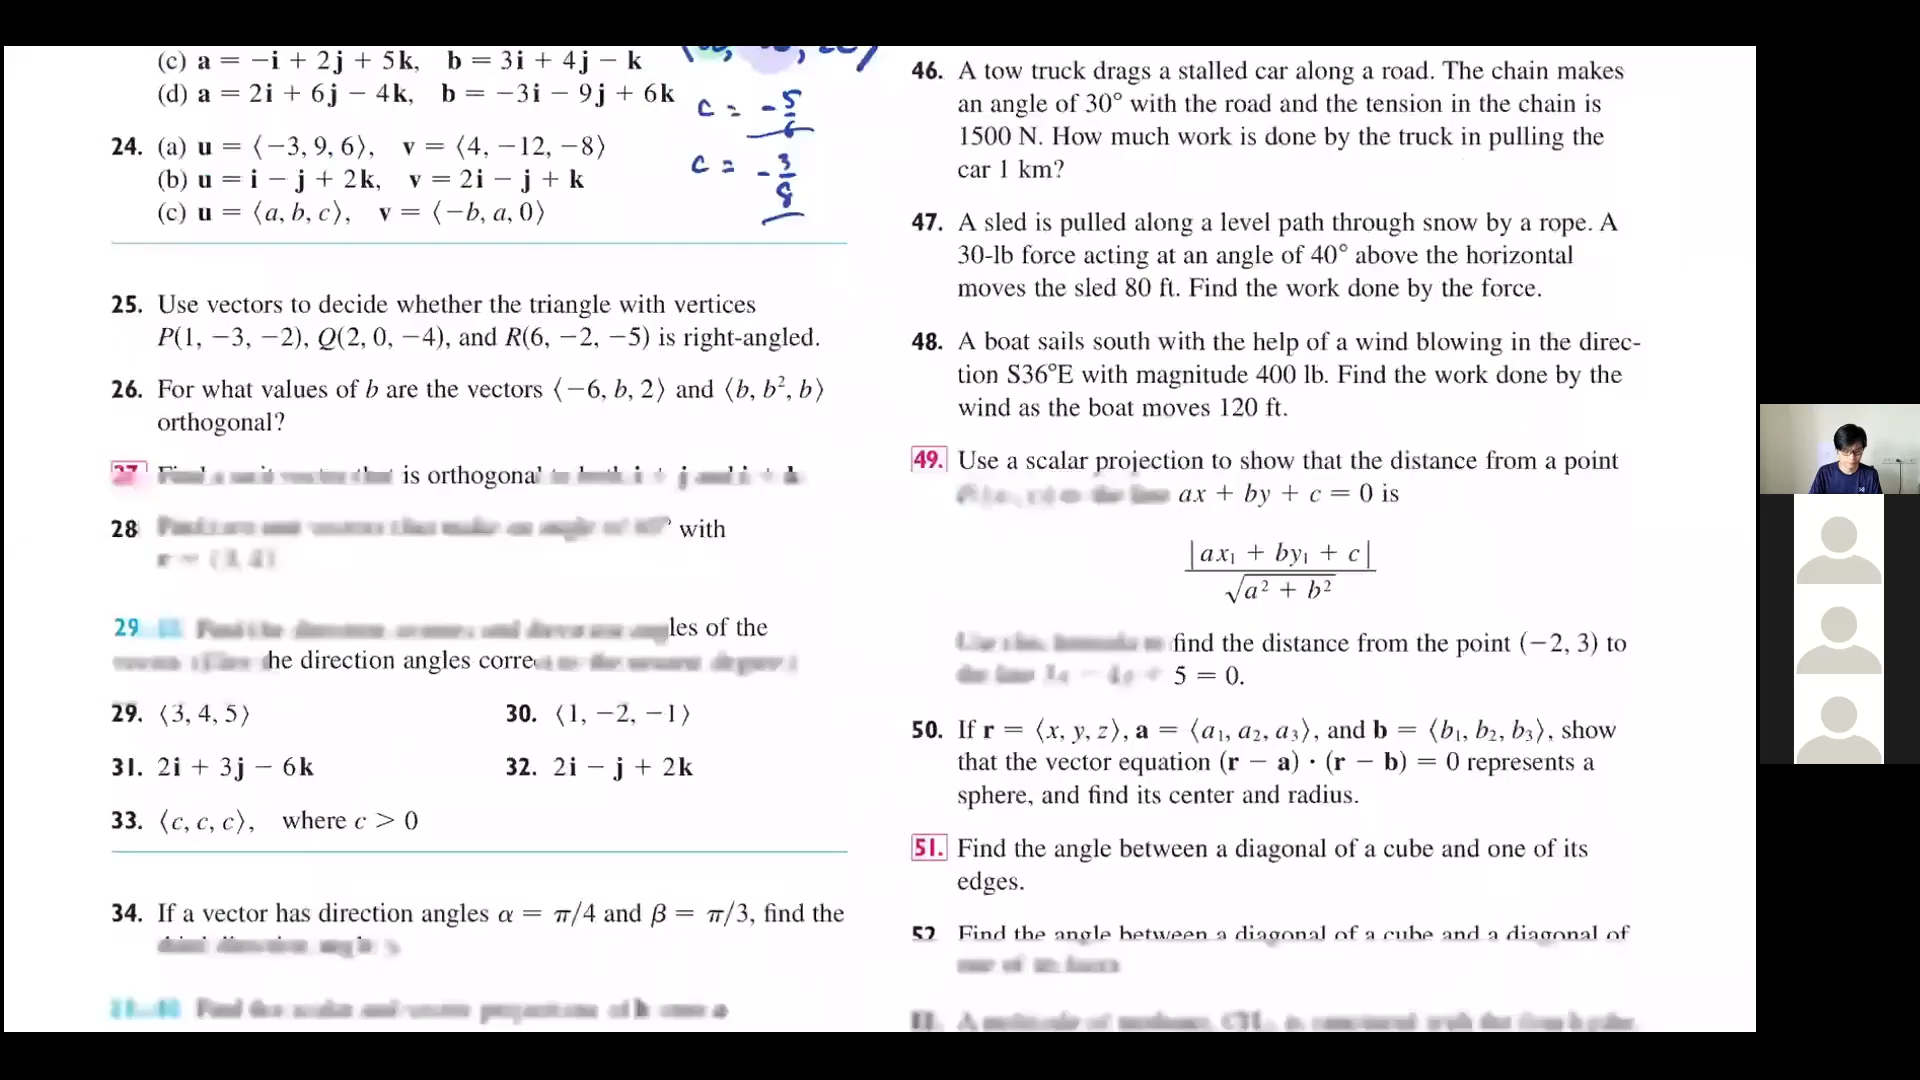 (c) a = −i + 2j + 5k, b = 3i + 4j − k
(d) a = 2i + 6j − 4k, b = −3i − 9j + 6k
c = -5/6
24. (a) u = ⟨−3, 9, 6⟩, v = ⟨4, −12, −8⟩
(b) u = i − j + 2k, v = 2i − j + k
(c) u = ⟨a, b, c⟩, v = ⟨−b, a, 0⟩
c = -3/8
25. Use vectors to decide whether the triangle with vertices
P(1, −3, −2), Q(2, 0, −4), and R(6, −2, −5) is right-angled.
26. For what values of b are the vectors ⟨−6, b, 2⟩ and ⟨b, b², b⟩
orthogonal?
is orthogonal
28 with
29 les of the
he direction angles corre
29. ⟨3, 4, 5⟩ 30. ⟨1, −2, −1⟩
31. 2i + 3j − 6k 32. 2i − j + 2k
33. ⟨c, c, c⟩, where c > 0
34. If a vector has direction angles α = π/4 and β = π/3, find the
46. A tow truck drags a stalled car along a road. The chain makes
an angle of 30° with the road and the tension in the chain is
1500 N. How much work is done by the truck in pulling the
car 1 km?
47. A sled is pulled along a level path through snow by a rope. A
30-lb force acting at an angle of 40° above the horizontal
moves the sled 80 ft. Find the work done by the force.
48. A boat sails south with the help of a wind blowing in the direc-
tion S36°E with magnitude 400 lb. Find the work done by the
wind as the boat moves 120 ft.
49. Use a scalar projection to show that the distance from a point
ax + by + c = 0 is
|ax₁ + by₁ + c|
√a² + b²
find the distance from the point (−2, 3) to
5 = 0.
50. If r = ⟨x, y, z⟩, a = ⟨a₁, a₂, a₃⟩, and b = ⟨b₁, b₂, b₃⟩, show
that the vector equation (r − a) · (r − b) = 0 represents a
sphere, and find its center and radius.
51. Find the angle between a diagonal of a cube and one of its
edges.
52 Find the angle between a diagonal of a cube and a diagonal of